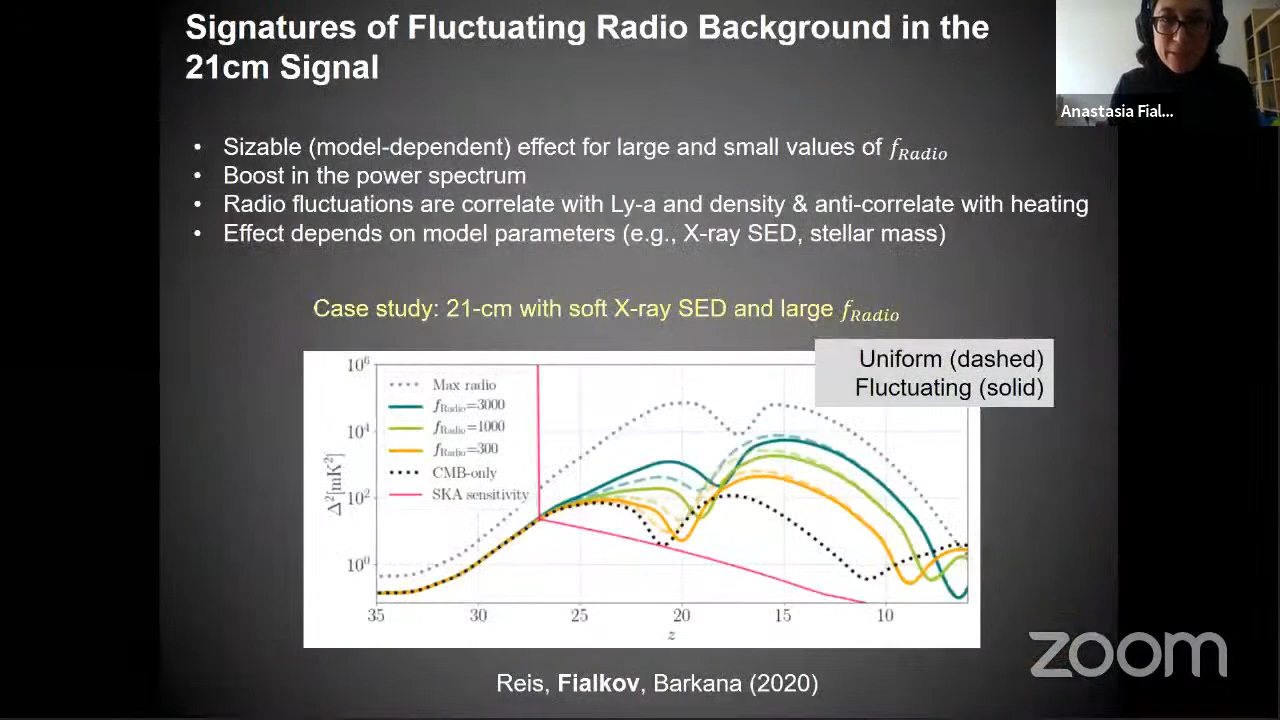 Signatures of Fluctuating Radio Background in the
21cm Signal
Anastasia Fial...
• Sizable (model-dependent) effect for large and small values of f_Radio
• Boost in the power spectrum
• Radio fluctuations are correlate with Ly-a and density & anti-correlate with heating
• Effect depends on model parameters (e.g., X-ray SED, stellar mass)
Case study: 21-cm with soft X-ray SED and large f_Radio
Uniform (dashed)
Fluctuating (solid)
10^6
10^4
10^2
10^0
Δ²[mK²]
Max radio
f_Radio=3000
f_Radio=1000
f_Radio=300
CMB-only
SKA sensitivity
35 30 25 20 15 10
z
zoom
Reis, Fialkov, Barkana (2020)